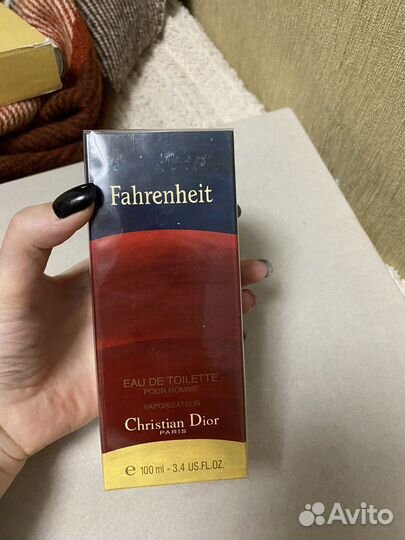 Fahrenheit
EAU DE TOILETTE
POUR HOMME
VAPORISATEUR
Christian Dior
PARIS
e 100 ml - 3.4 US.FL.OZ.
Avito